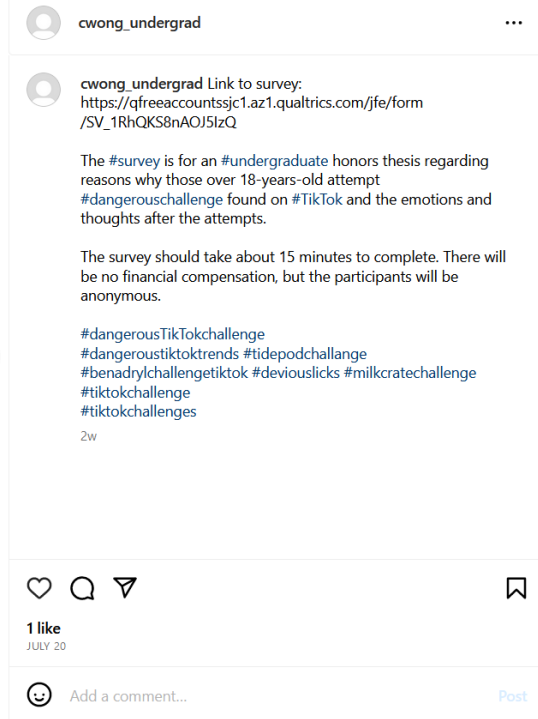 cwong_undergrad
cwong_undergrad Link to survey:
https://qfreeaccountssjc1.az1.qualtrics.com/jfe/form
/SV_1RhQKS8nAOJ5IzQ
The #survey is for an #undergraduate honors thesis regarding
reasons why those over 18-years-old attempt
#dangerouschallenge found on #TikTok and the emotions and
thoughts after the attempts.
The survey should take about 15 minutes to complete. There will
be no financial compensation, but the participants will be
anonymous.
#dangerousTikTokchallenge
#dangeroustiktoktrends #tidepodchallange
#benadrylchallengetiktok #deviouslicks #milkcratechallenge
#tiktokchallenge
#tiktokchallenges
2w
1 like
JULY 20
Add a comment...
Post